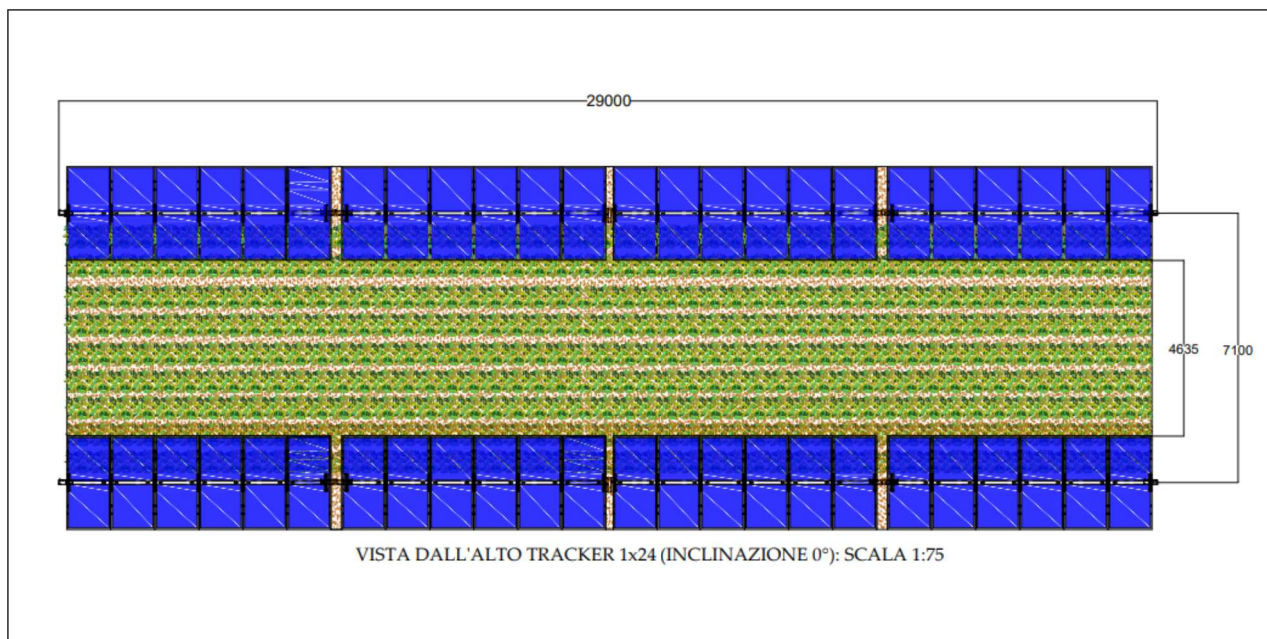 29000
4635
7100
VISTA DALL'ALTO TRACKER 1x24 (INCLINAZIONE 0°): SCALA 1:75